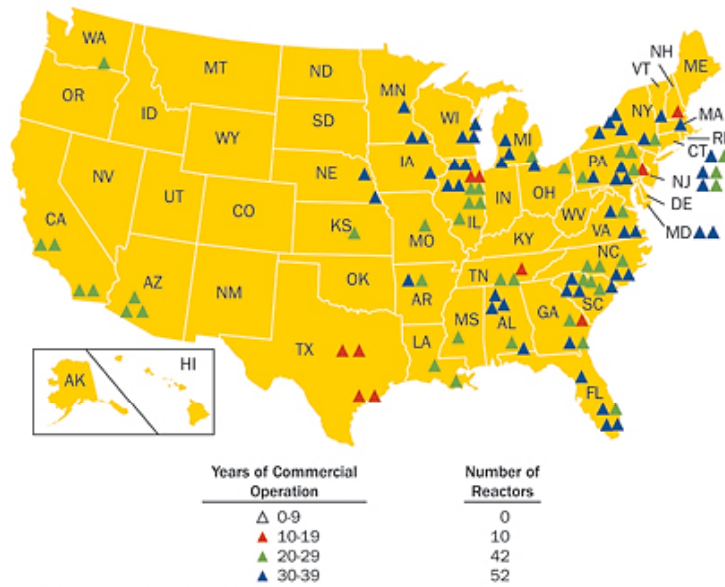 WA
MT
ND
MN
VT
NH
ME
OR
ID
SD
WI
MI
NY
MA
WY
IA
PA
CT
NV
NE
NJ
UT
CO
IL
IN
OH
DE
CA
KS
MO
WV
VA
MD
KY
NC
AZ
NM
OK
AR
TN
SC
MS
AL
GA
TX
LA
HI
AK
FL
Years of Commercial
Operation
Number of
Reactors
0-9 0
10-19 10
20-29 42
30-39 52